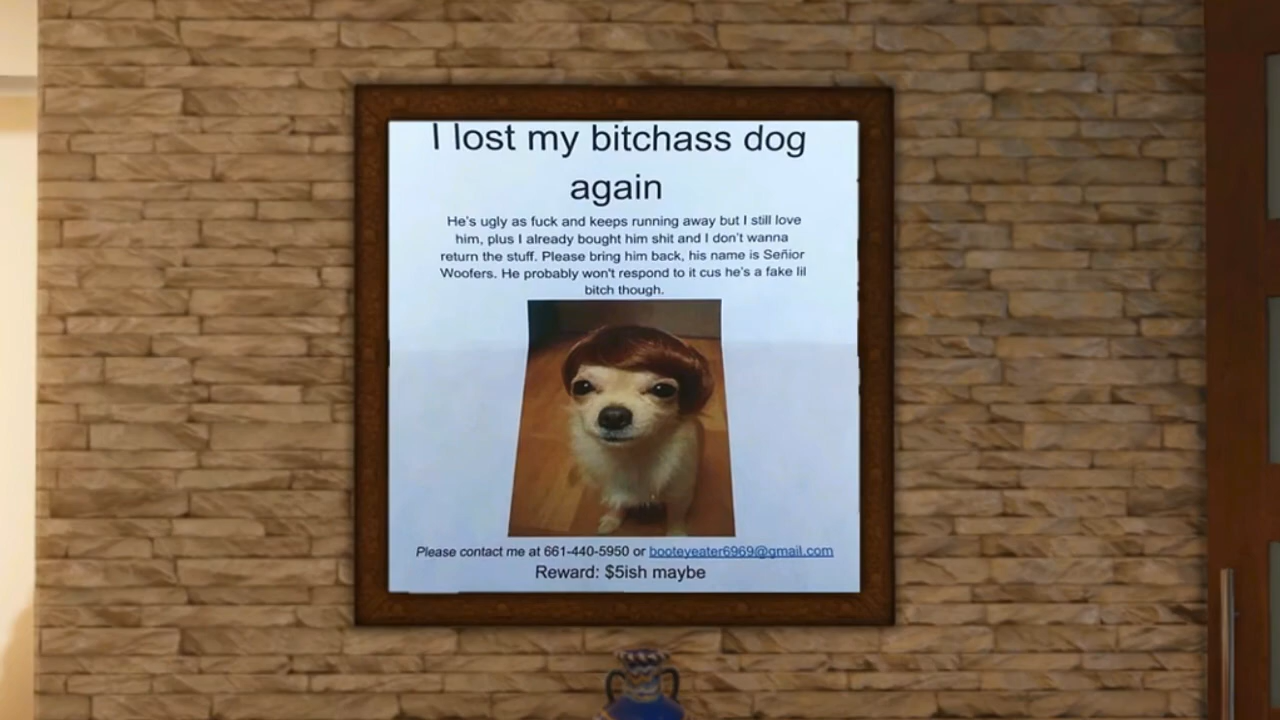 I lost my bitchass dog
again
He's ugly as fuck and keeps running away but I still love
him, plus I already bought him shit and I don't wanna
return the stuff. Please bring him back, his name is Señior
Woofers. He probably won't respond to it cus he's a fake lil
bitch though.
Please contact me at 661-440-5950 or booteyeater6969@gmail.com
Reward: $5ish maybe